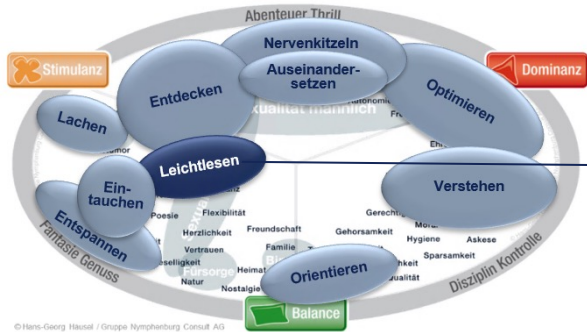 Abenteuer Thrill
Nervenkitzeln
Stimulanz
Auseinander-
setzen
Dominanz
Entdecken
Optimieren
männlich
Lachen
Leichtlesen
Ein-
tauchen
Verstehen
Poesie
Flexibilität
Herzlichkeit
Freundschaft
Gehorsamkeit
Hygiene
Askese
Vertrauen
Familie
Sparsamkeit
Entspannen
Fürsorge
Heimat
Orientieren
Natur
Nostalgie
Fantasie Genuss
Disziplin Kontrolle
Balance
© Hans-Georg Häusel / Gruppe Nymphenburg Consult AG